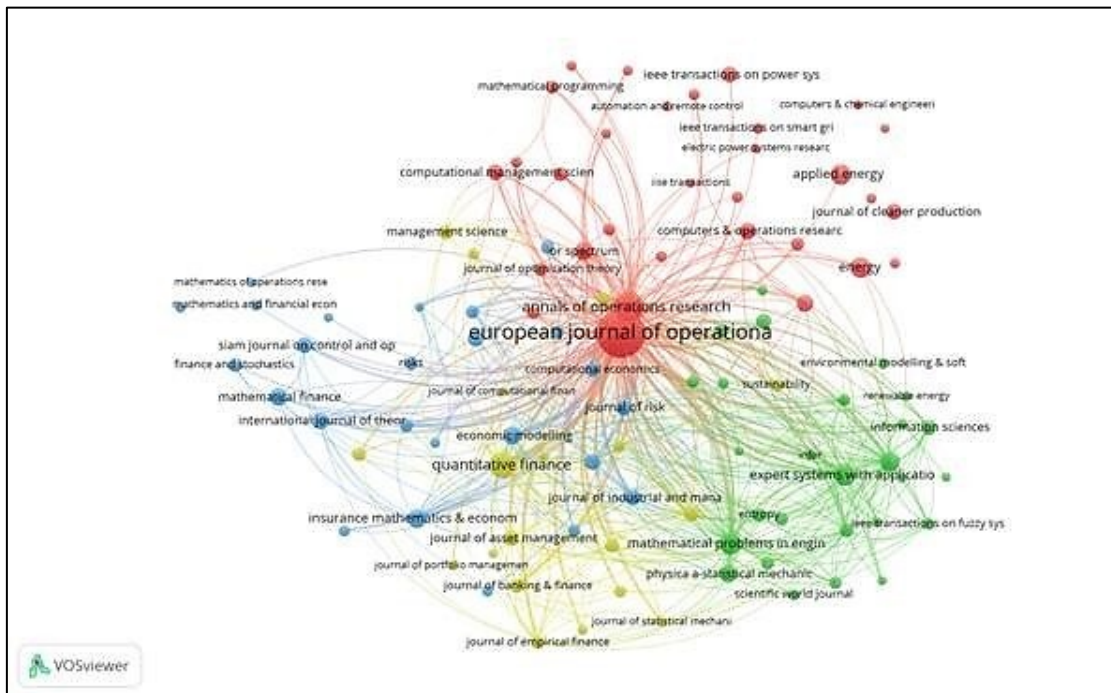 ieee transactions on power sys
mathematical programming
automation and remote control
computers & chemical engineeri
ieee transactions on smart gri
electric power systems researc
computational management scien
applied energy
iise transactions
journal of cleaner production
management science
computers & operations researc
or spectrum
journal of optimization theory
energy
mathematics of operations rese
mathematics and financial econ
annals of operations research
european journal of operationa
siam journal on control and op
finance and stochastics
risks
computational economics
environmental modelling & soft
sustainability
journal of computational finan
renewable energy
mathematical finance
journal of risk
international journal of theor
information sciences
economic modelling
quantitative finance
infor
expert systems with applicatio
journal of industrial and mana
entropy
insurance mathematics & econom
ieee transactions on fuzzy sys
journal of asset management
mathematical problems in engin
journal of portfolio managemen
physica a-statistical mechanic
journal of banking & finance
scientific world journal
journal of statistical mechani
journal of empirical finance
VOSviewer